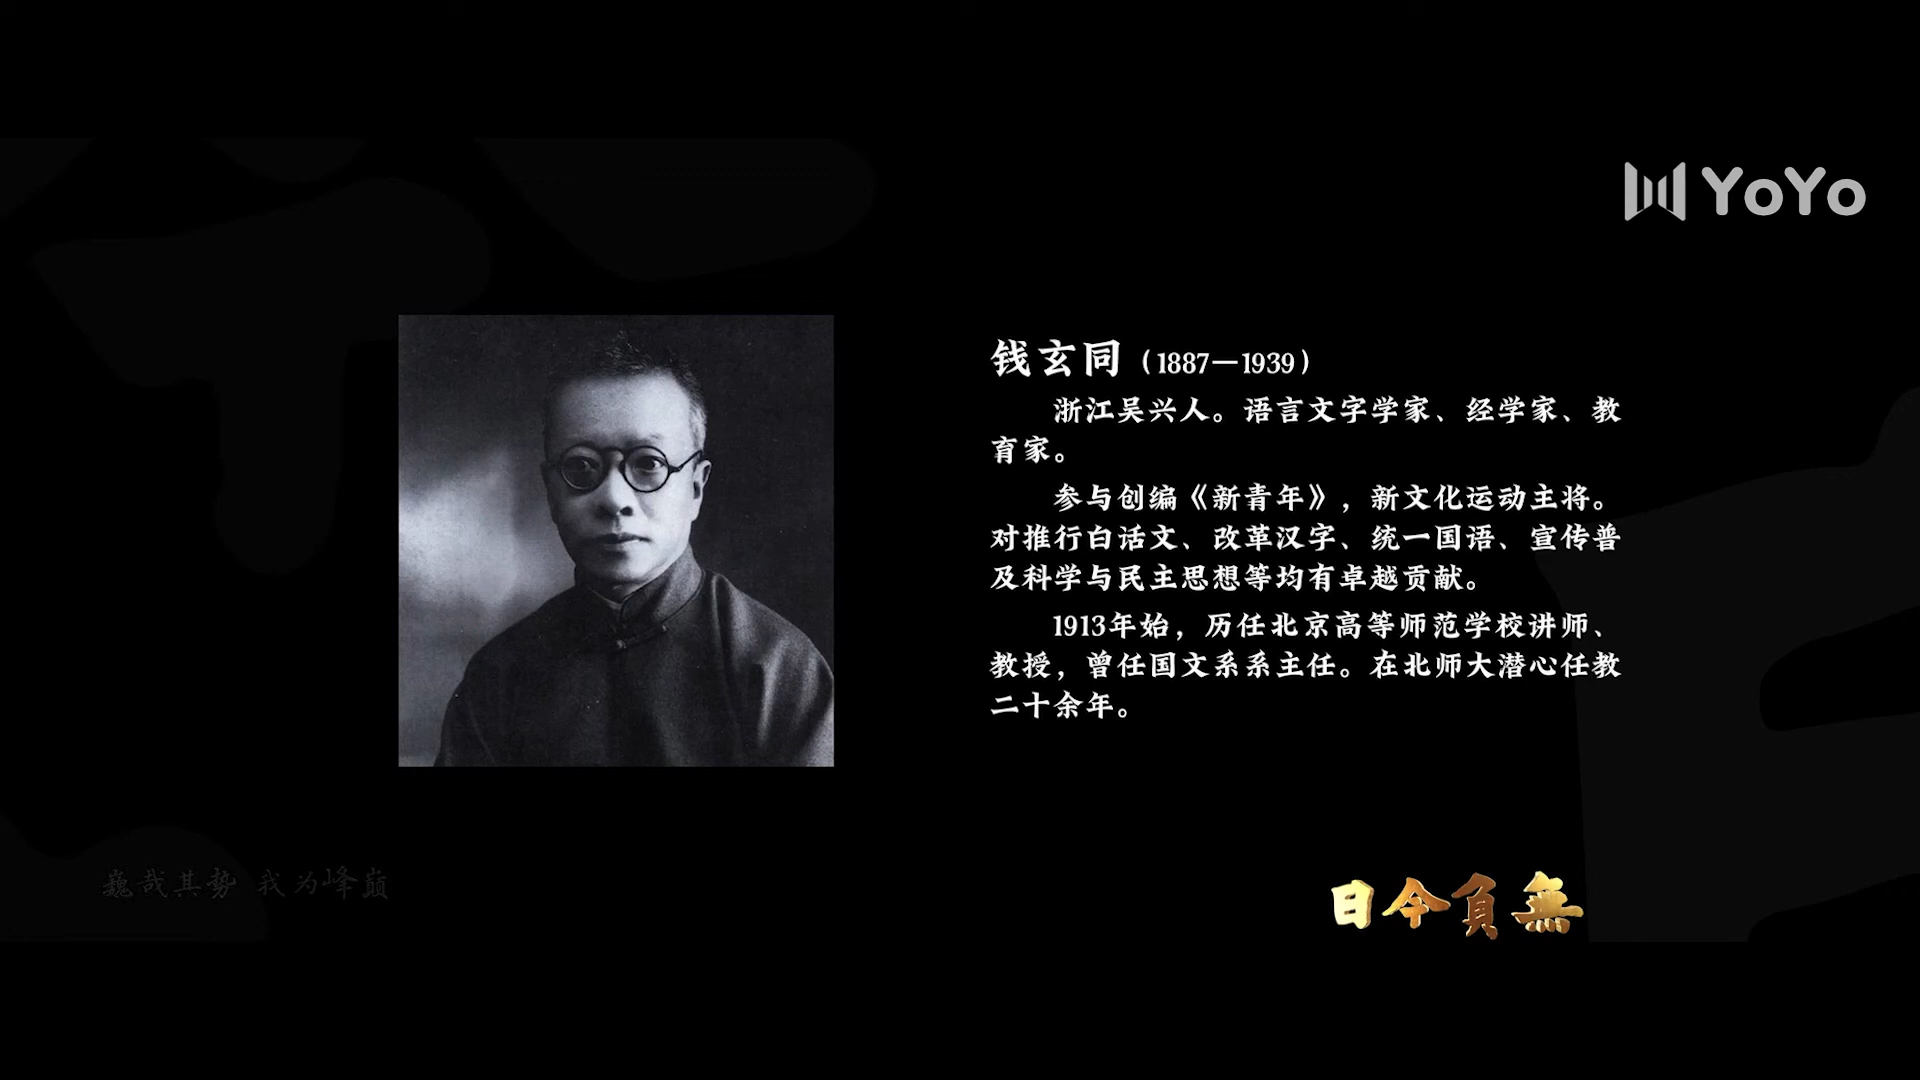 YoYo
钱玄同（1887—1939）
浙江吴兴人。语言文字学家、经学家、教
育家。
参与创编《新青年》，新文化运动主将。
对推行白话文、改革汉字、统一国语、宣传普
及科学与民主思想等均有卓越贡献。
1913年始，历任北京高等师范学校讲师、
教授，曾任国文系系主任。在北师大潜心任教
二十余年。
巍哉其势 我为峰巅
日今負無